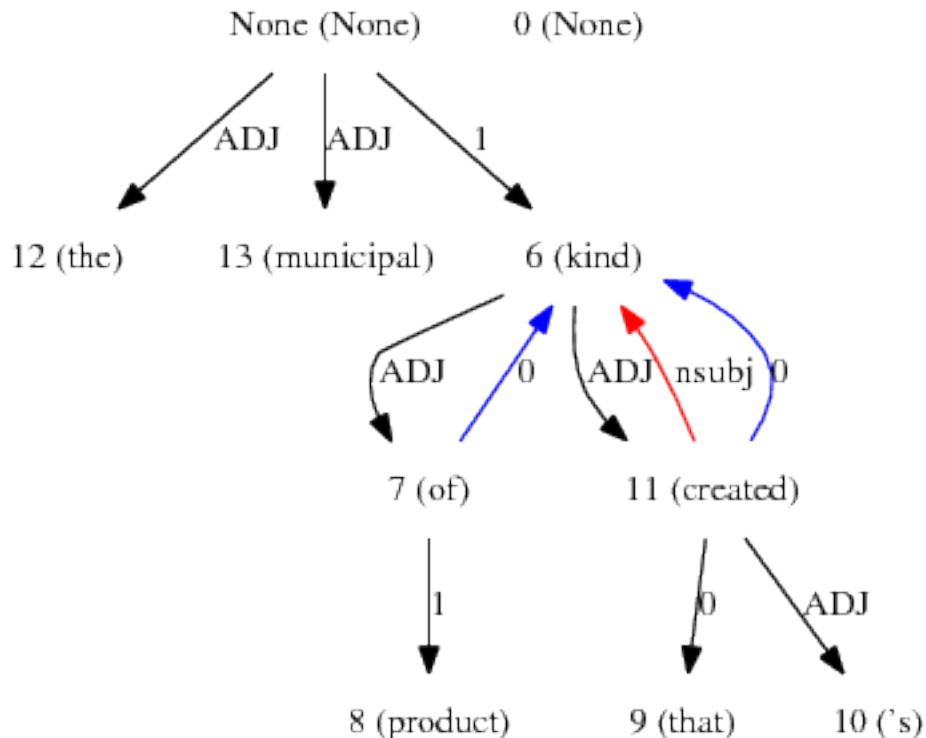 None (None) 0 (None)
ADJ ADJ 1
12 (the) 13 (municipal) 6 (kind)
ADJ 0 ADJ nsubj 0
7 (of) 11 (created)
1 0 ADJ
8 (product) 9 (that) 10 ('s)